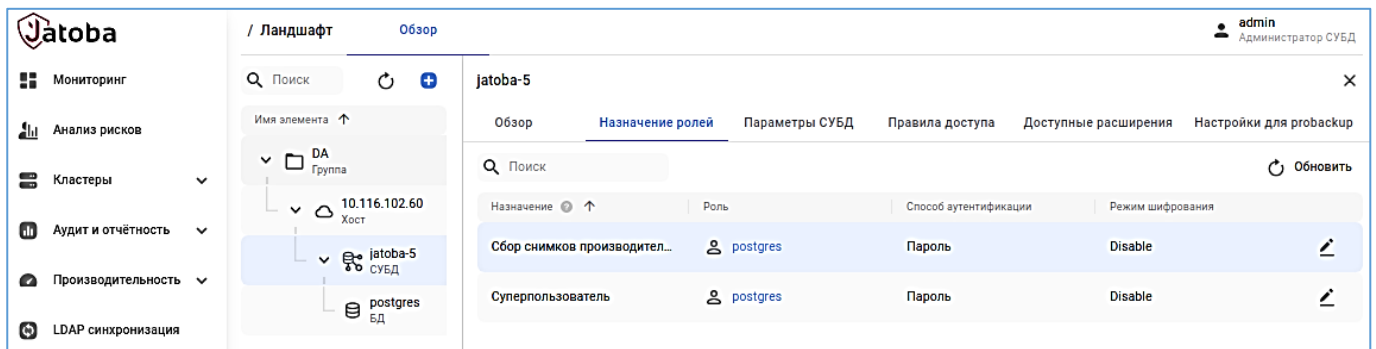 Jatoba
Мониторинг
Анализ рисков
Кластеры
Аудит и отчётность
Производительность
LDAP синхронизация
/ Ландшафт
Обзор
admin
Администратор СУБД
Поиск
Имя элемента
DA
Группа
10.116.102.60
Хост
jatoba-5
СУБД
postgres
БД
jatoba-5
Обзор Назначение ролей Параметры СУБД Правила доступа Доступные расширения Настройки для probackup
Поиск
Обновить
Назначение Роль Способ аутентификации Режим шифрования
Сбор снимков производител... postgres Пароль Disable
Суперпользователь postgres Пароль Disable